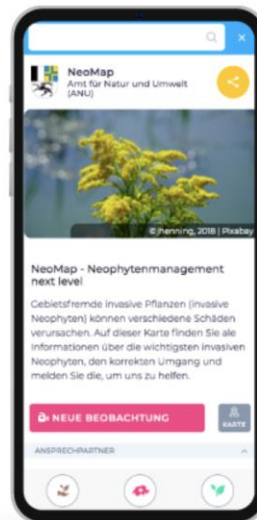 NeoMap
Amt für Natur und Umwelt
(ANU)
© jhenning, 2018 | Pixabay
NeoMap - Neophytenmanagement
next level
Gebietsfremde invasive Pflanzen (invasive
Neophyten) können verschiedene Schäden
verursachen. Auf dieser Karte finden Sie ale
Informationen über die wichtigsten invasiven
Neophyten, den korrekten Umgang und
melden Sie die, um uns zu helfen.
NEUE BEOBACHTUNG
KARTE
ANSPRECHPARTNER